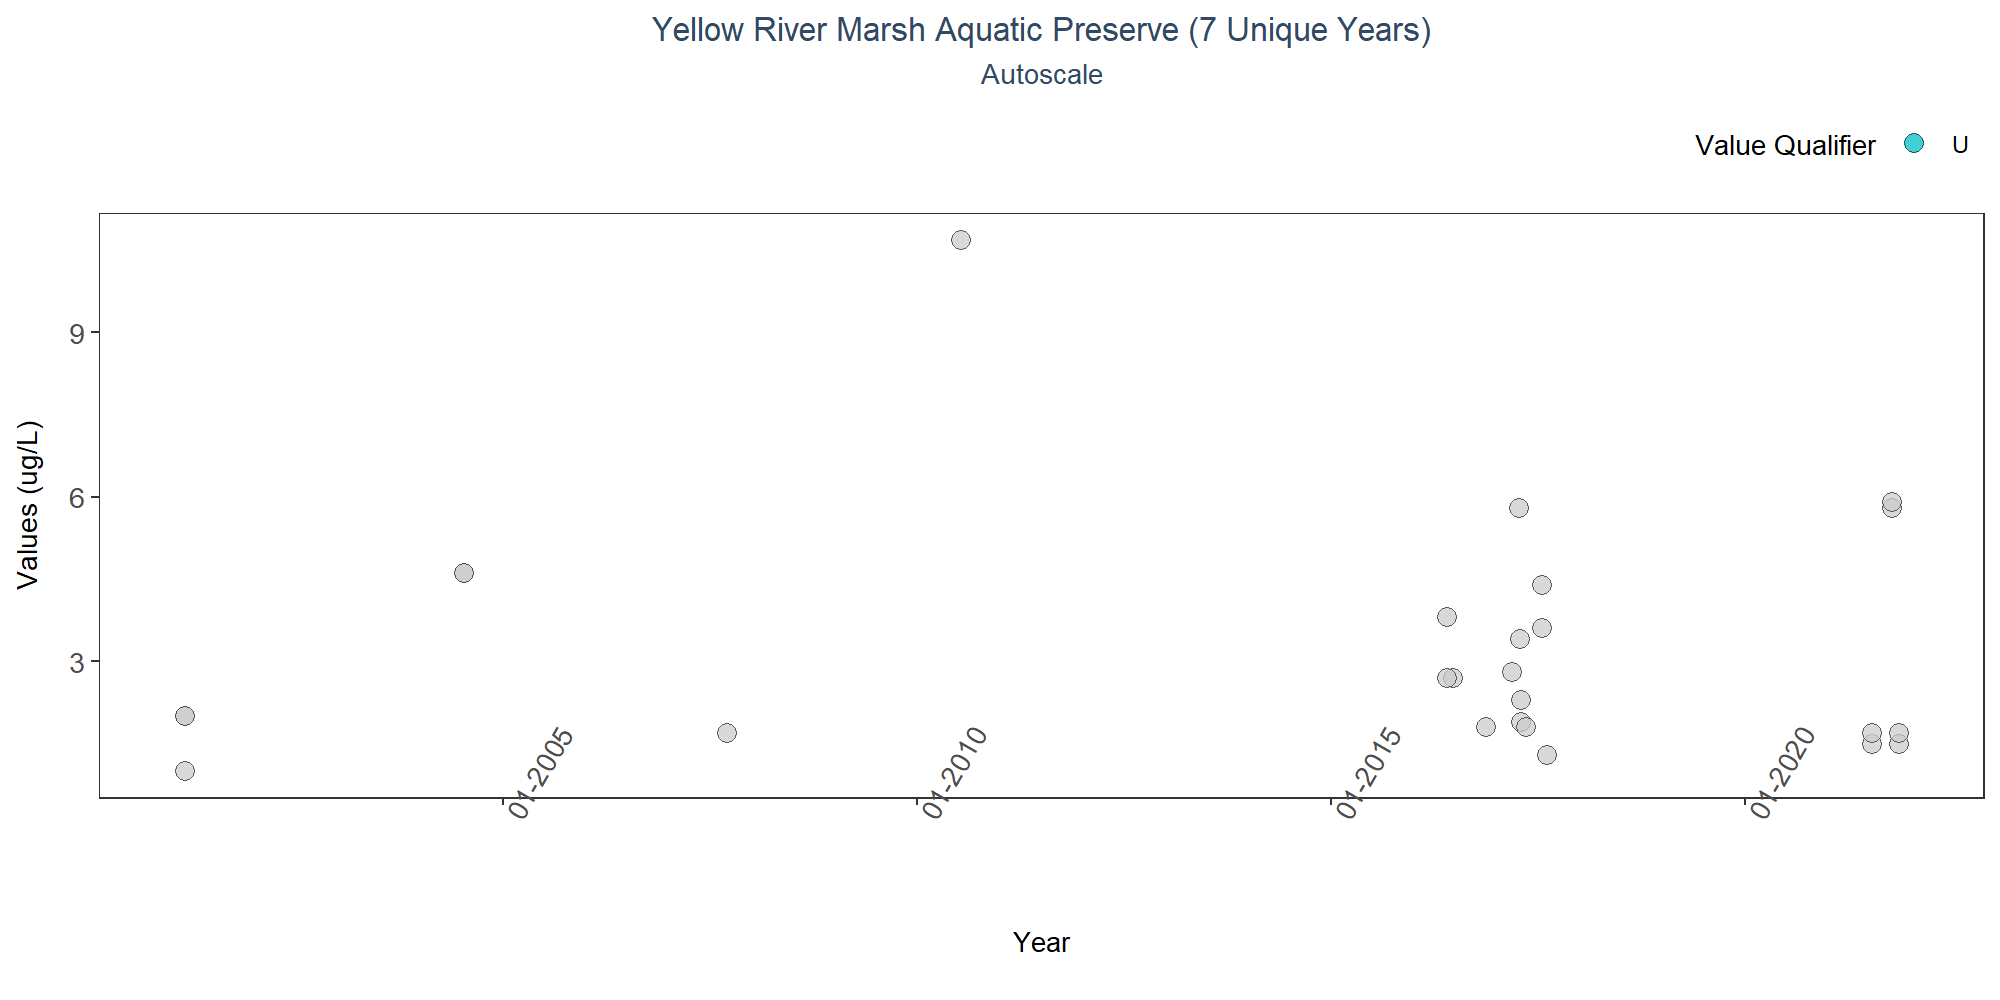 Yellow River Marsh Aquatic Preserve (7 Unique Years)
Autoscale
Value Qualifier U
Values (ug/L)
9
6
3
01-2005
01-2010
01-2015
01-2020
Year